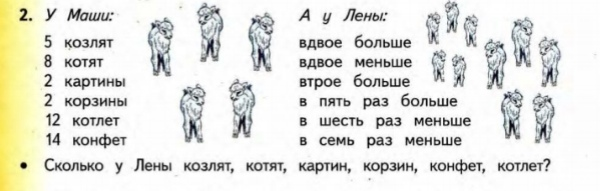 2. У Маши: А у Лены:
5 козлят вдвое больше
8 котят вдвое меньше
2 картины втрое больше
2 корзины в пять раз больше
12 котлет в шесть раз меньше
14 конфет в семь раз меньше
• Сколько у Лены козлят, котят, картин, корзин, конфет, котлет?